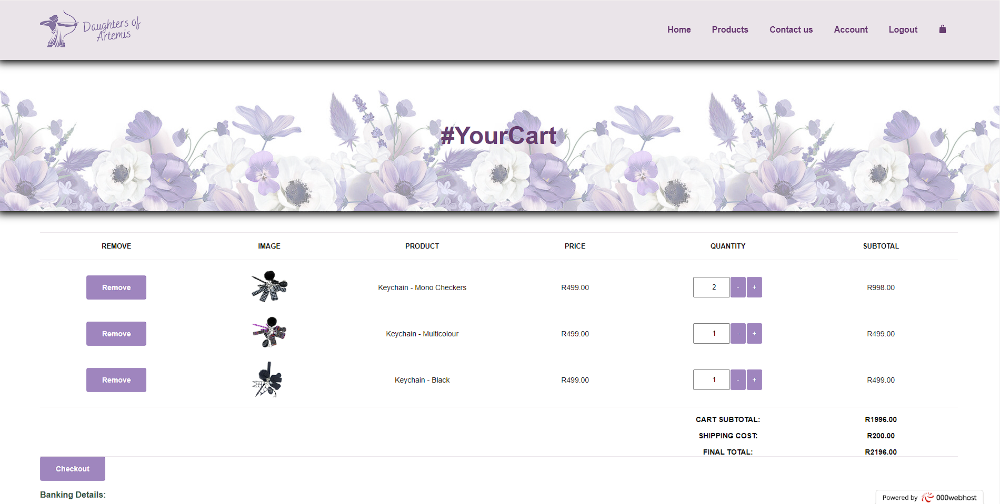 Daughters of
Artemis
Home Products Contact us Account Logout
#YourCart
REMOVE IMAGE PRODUCT PRICE QUANTITY SUBTOTAL
Remove Keychain - Mono Checkers R499.00 2 - + R998.00
Remove Keychain - Multicolour R499.00 1 - + R499.00
Remove Keychain - Black R499.00 1 - + R499.00
CART SUBTOTAL: R1996.00
SHIPPING COST: R200.00
FINAL TOTAL: R2196.00
Checkout
Banking Details:
Powered by 000webhost